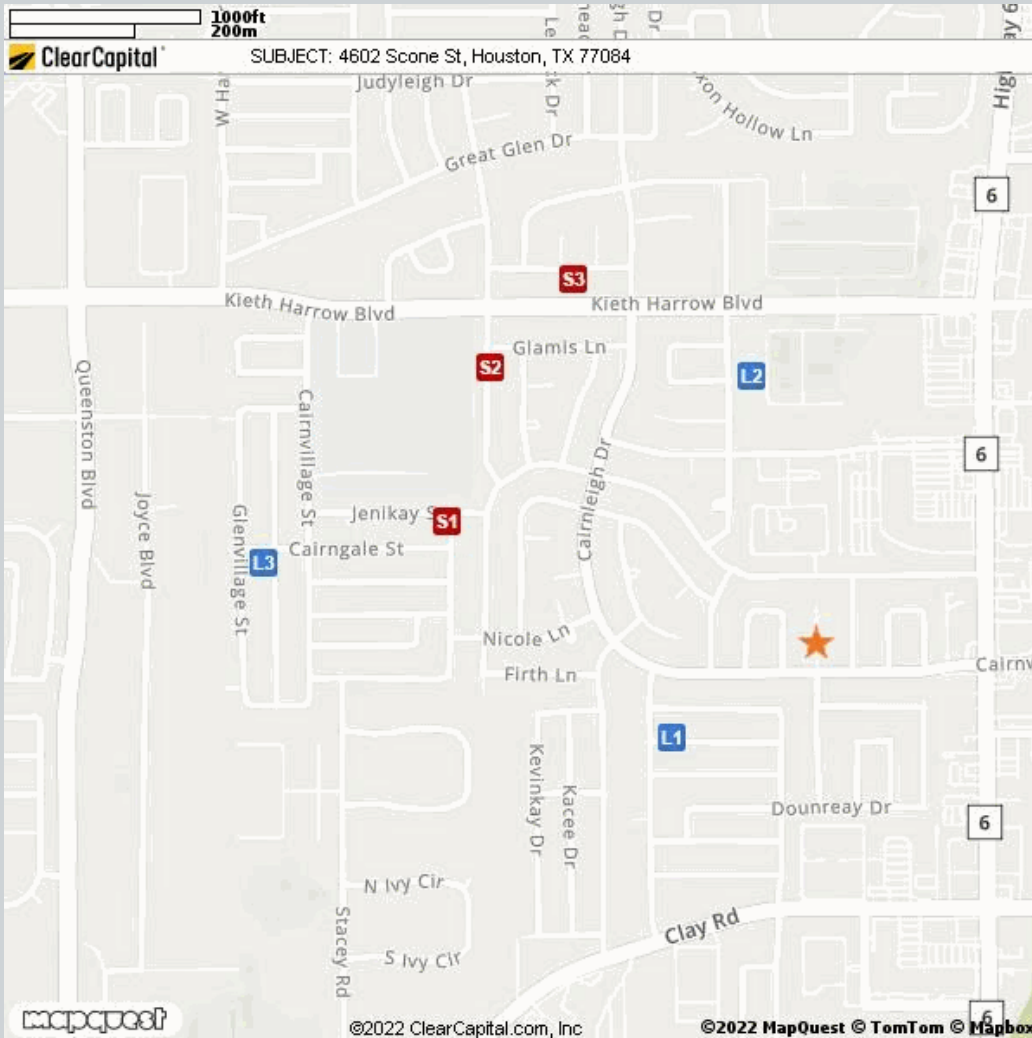 1000ft
200m
ClearCapital
SUBJECT: 4602 Scone St, Houston, TX 77084
Judyleigh Dr
Great Glen Dr
Hollow Ln
6
S3
Kieth Harrow Blvd
Kieth Harrow Blvd
Glamis Ln
S2
L2
Queenston Blvd
Cairnvillage St
Cairnleigh Dr
6
Joyce Blvd
Glenvillage St
Jenikay S
S1
Cairngale St
L3
Nicole Ln
Firth Ln
Cairnv
L1
Kevinkay Dr
Kacee Dr
Dounreay Dr
6
N Ivy Cir
Stacey Rd
S Ivy Cir
Clay Rd
6
mapquest
©2022 ClearCapital.com, Inc
©2022 MapQuest © TomTom © Mapbox